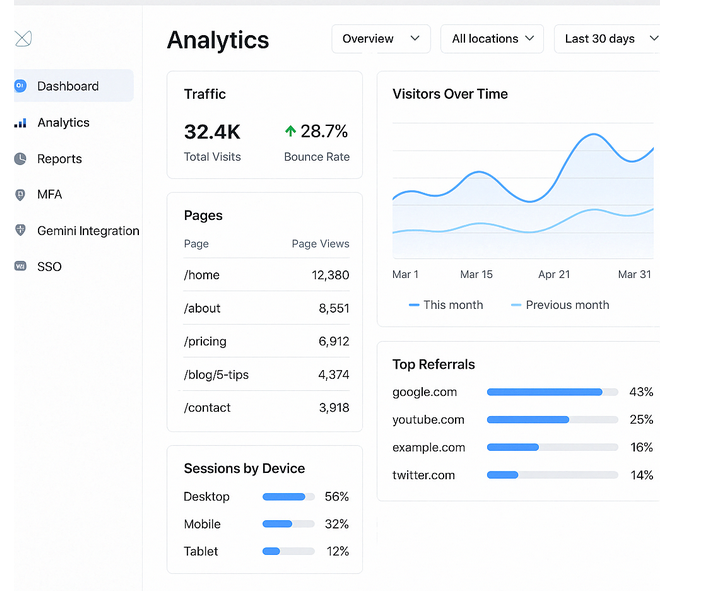 Analytics
Overview
All locations
Last 30 days
Dashboard
Analytics
Reports
MFA
Gemini Integration
SSO
Traffic
32.4K
28.7%
Total Visits
Bounce Rate
Pages
Page
Page Views
/home
12,380
/about
8,551
/pricing
6,912
/blog/5-tips
4,374
/contact
3,918
Sessions by Device
Desktop
56%
Mobile
32%
Tablet
12%
Visitors Over Time
Mar 1
Mar 15
Apr 21
Mar 31
This month
Previous month
Top Referrals
google.com
43%
youtube.com
25%
example.com
16%
twitter.com
14%